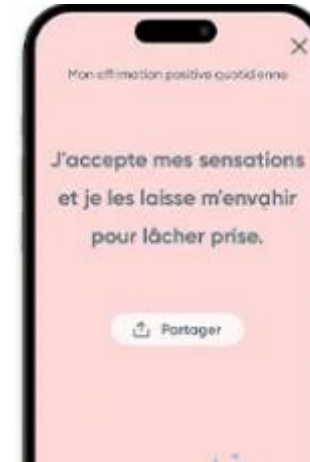 Mon affirmation positive quotidienne
J'accepte mes sensations
et je les laisse m'envahir
pour lâcher prise.
Partager